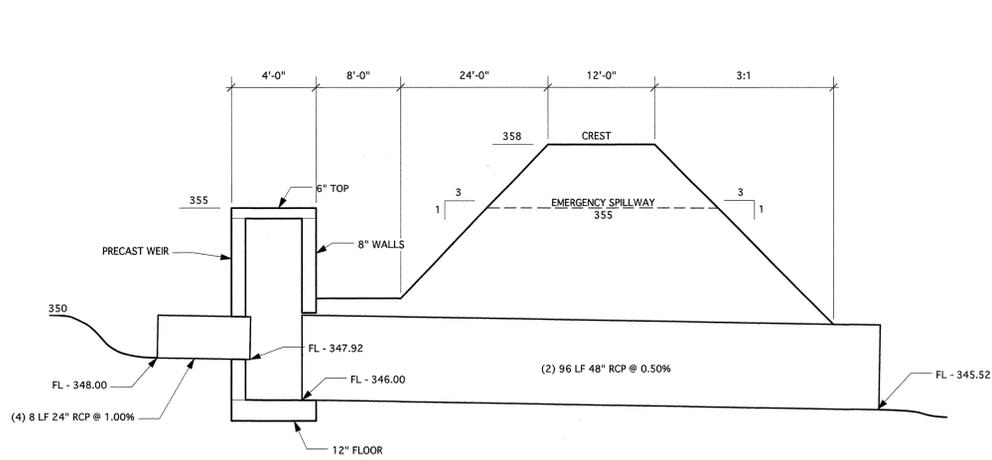 4'-0" 8'-0" 24'-0" 12'-0" 3:1
358 CREST
6" TOP
355
3
1
EMERGENCY SPILLWAY
355
3
1
PRECAST WEIR
8" WALLS
350
FL - 347.92
FL - 348.00
FL - 346.00
(2) 96 LF 48" RCP @ 0.50%
FL - 345.52
(4) 8 LF 24" RCP @ 1.00%
12" FLOOR